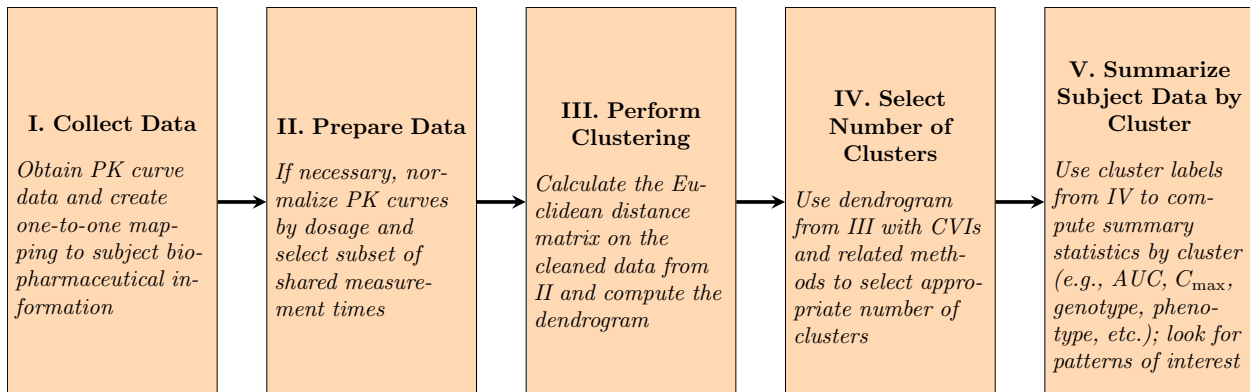 I. Collect Data
Obtain PK curve
data and create
one-to-one map-
ping to subject bio-
pharmaceutical in-
formation
II. Prepare Data
If necessary, nor-
malize PK curves
by dosage and
select subset of
shared measure-
ment times
III. Perform
Clustering
Calculate the Eu-
clidean distance
matrix on the
cleaned data from
II and compute the
dendrogram
IV. Select
Number of
Clusters
Use dendrogram
from III with CVIs
and related meth-
ods to select appro-
priate number of
clusters
V. Summarize
Subject Data by
Cluster
Use cluster labels
from IV to com-
pute summary
statistics by cluster
(e.g., AUC, Cmax,
genotype, pheno-
type, etc.); look for
patterns of interest